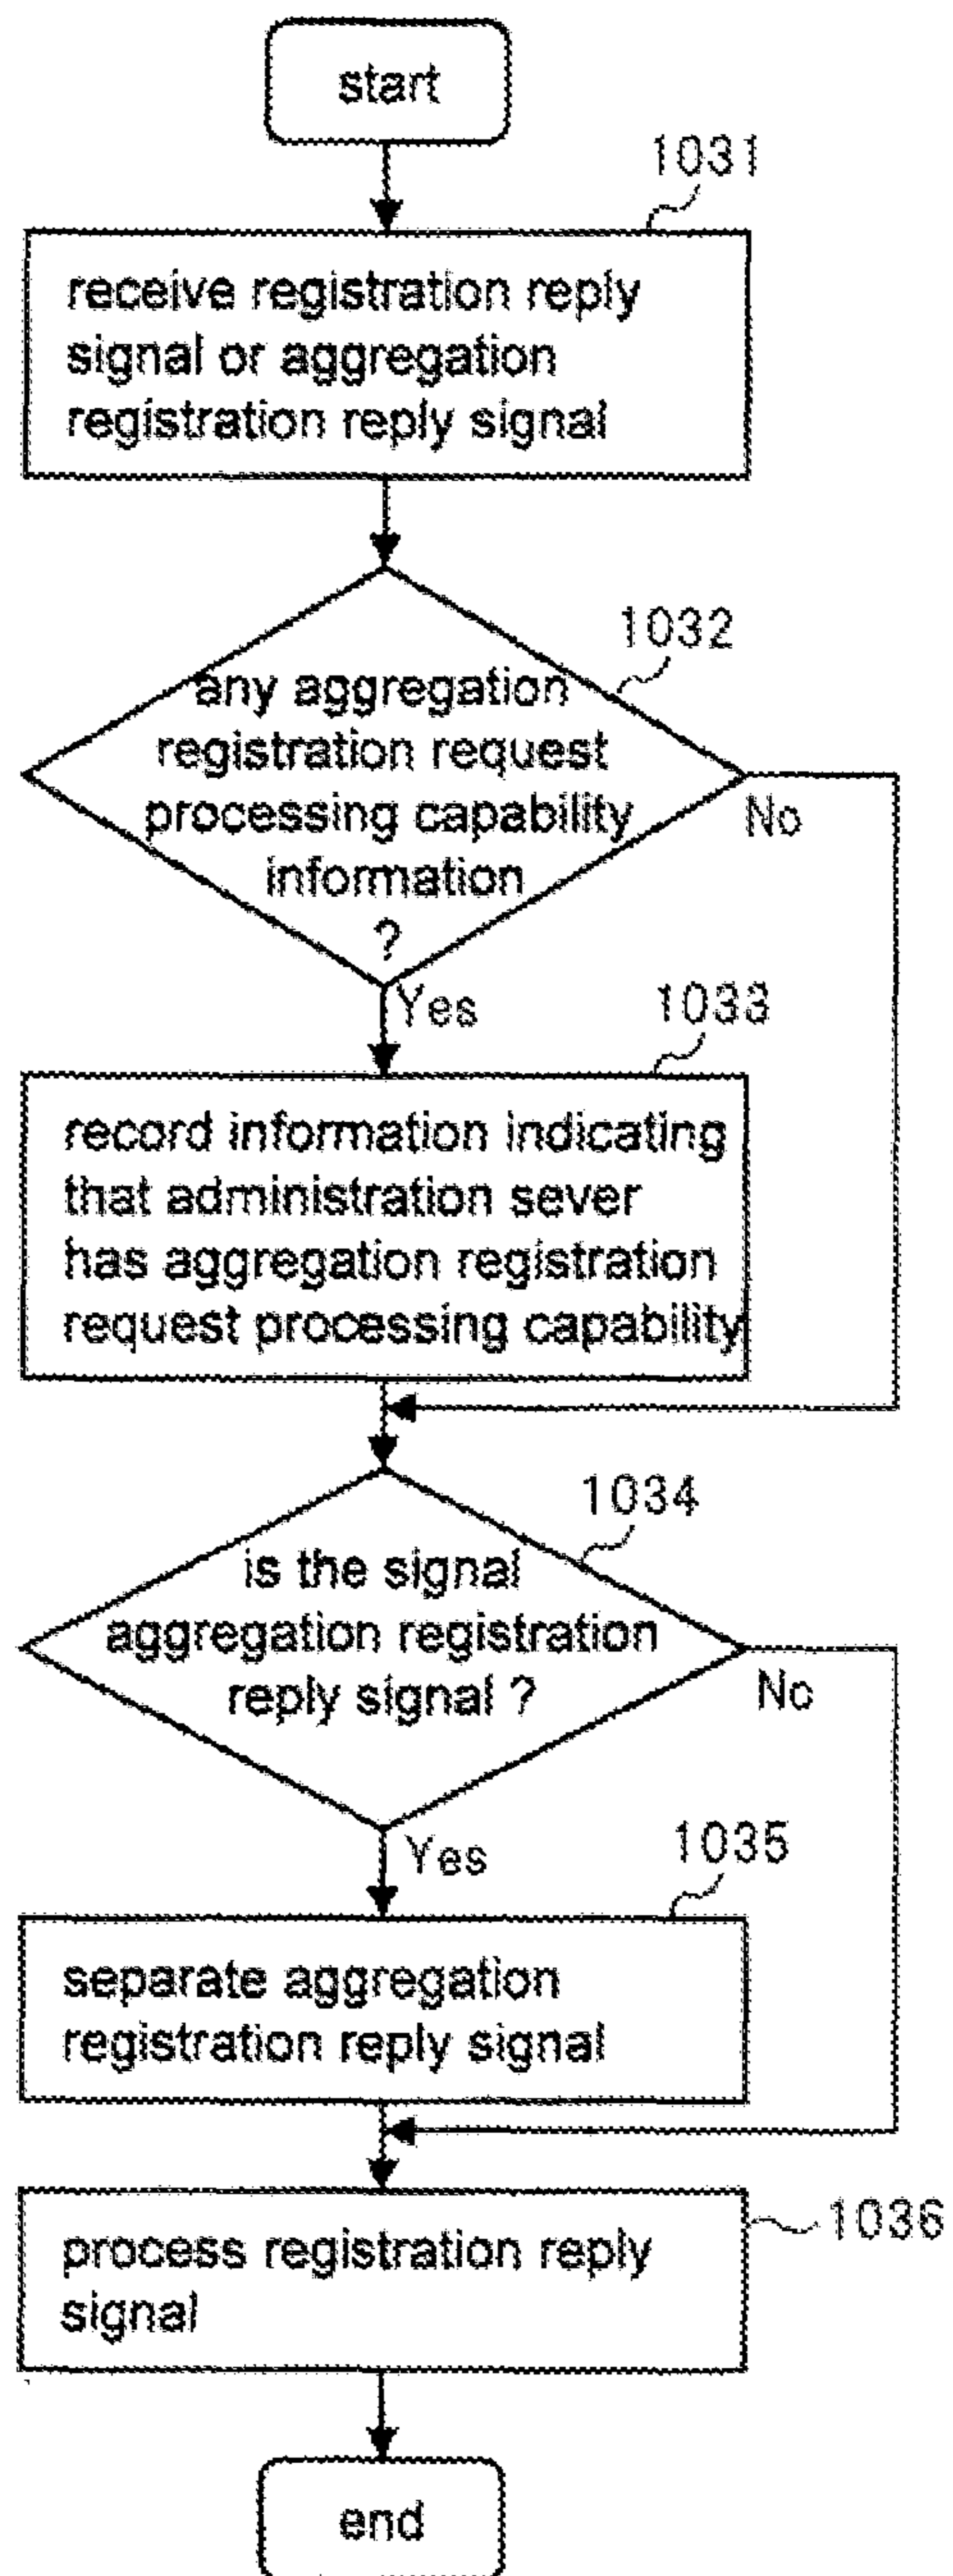 start
1031
receive registration reply
signal or aggregation
registration reply signal
1032
any aggregation
registration request
processing capability
information
?
No
Yes
1033
record information indicating
that administration sever
has aggregation registration
request processing capability
1034
is the signal
aggregation registration
reply signal ?
No
Yes
1035
separate aggregation
registration reply signal
process registration reply
signal
1036
end